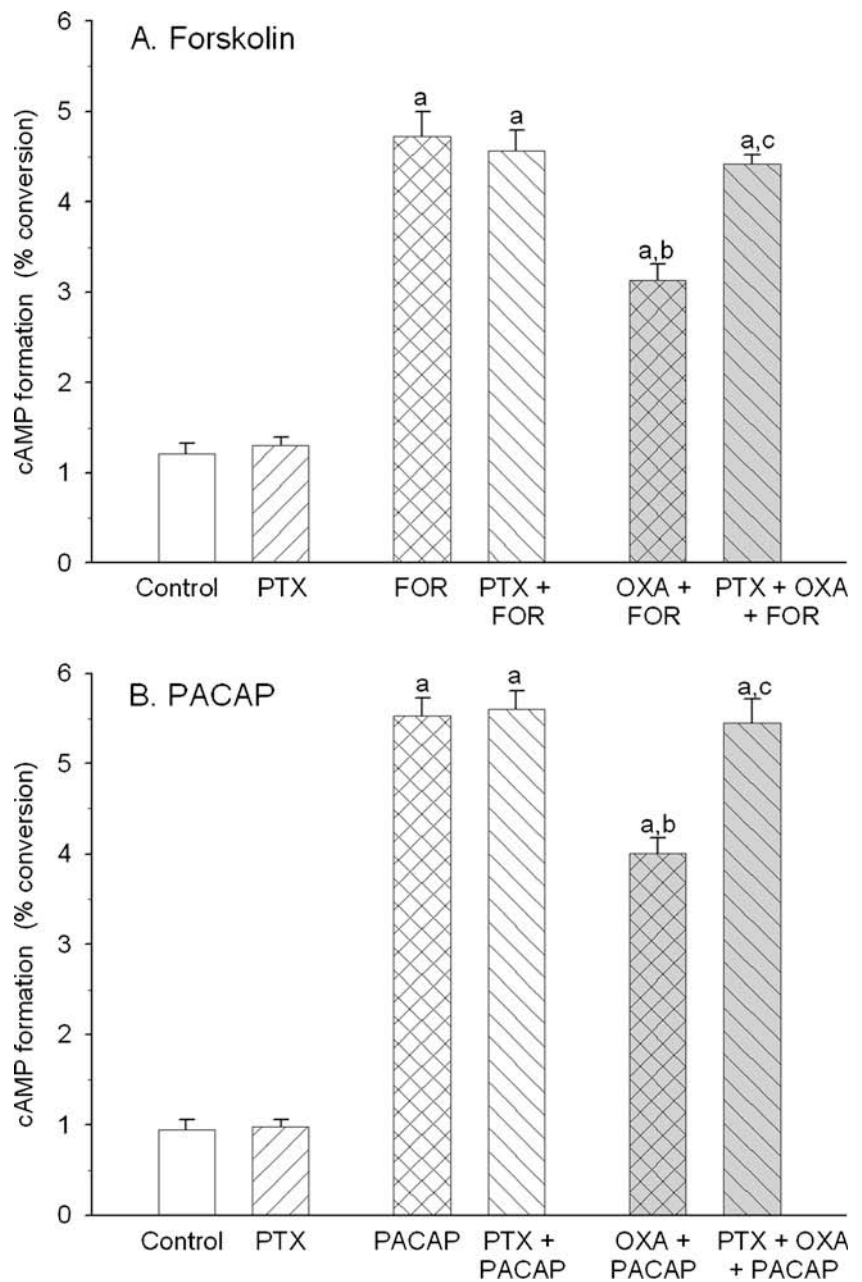 A. Forskolin
cAMP formation (% conversion)
6
5
4
3
2
1
0
a
a
a,b
a,c
Control
PTX
FOR
PTX +
FOR
OXA +
FOR
PTX + OXA
+ FOR
B. PACAP
cAMP formation (% conversion)
6
5
4
3
2
1
0
a
a
a,b
a,c
Control
PTX
PACAP
PTX +
PACAP
OXA +
PACAP
PTX + OXA
+ PACAP